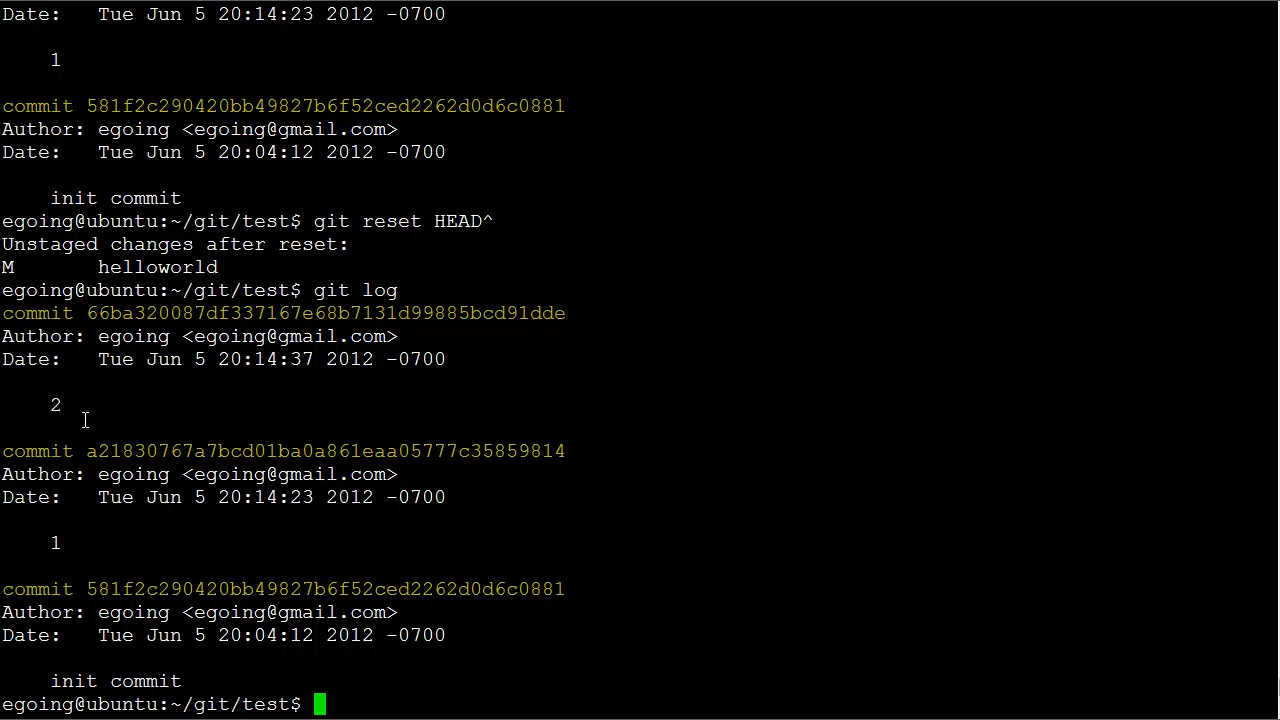 Date:   Tue Jun 5 20:14:23 2012 -0700
1
commit 581f2c290420bb49827b6f52ced2262d0d6c0881
Author: egoing <egoing@gmail.com>
Date:   Tue Jun 5 20:04:12 2012 -0700
init commit
egoing@ubuntu:~/git/test$ git reset HEAD^
Unstaged changes after reset:
M       helloworld
egoing@ubuntu:~/git/test$ git log
commit 66ba320087df337167e68b7131d99885bcd91dde
Author: egoing <egoing@gmail.com>
Date:   Tue Jun 5 20:14:37 2012 -0700
2
commit a21830767a7bcd01ba0a861eaa05777c35859814
Author: egoing <egoing@gmail.com>
Date:   Tue Jun 5 20:14:23 2012 -0700
1
commit 581f2c290420bb49827b6f52ced2262d0d6c0881
Author: egoing <egoing@gmail.com>
Date:   Tue Jun 5 20:04:12 2012 -0700
init commit
egoing@ubuntu:~/git/test$